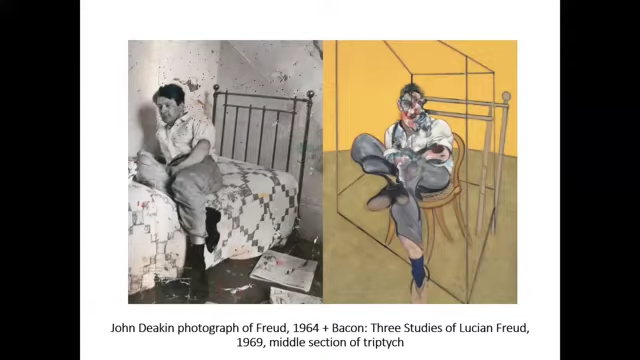 John Deakin photograph of Freud, 1964 + Bacon: Three Studies of Lucian Freud,
1969, middle section of triptych